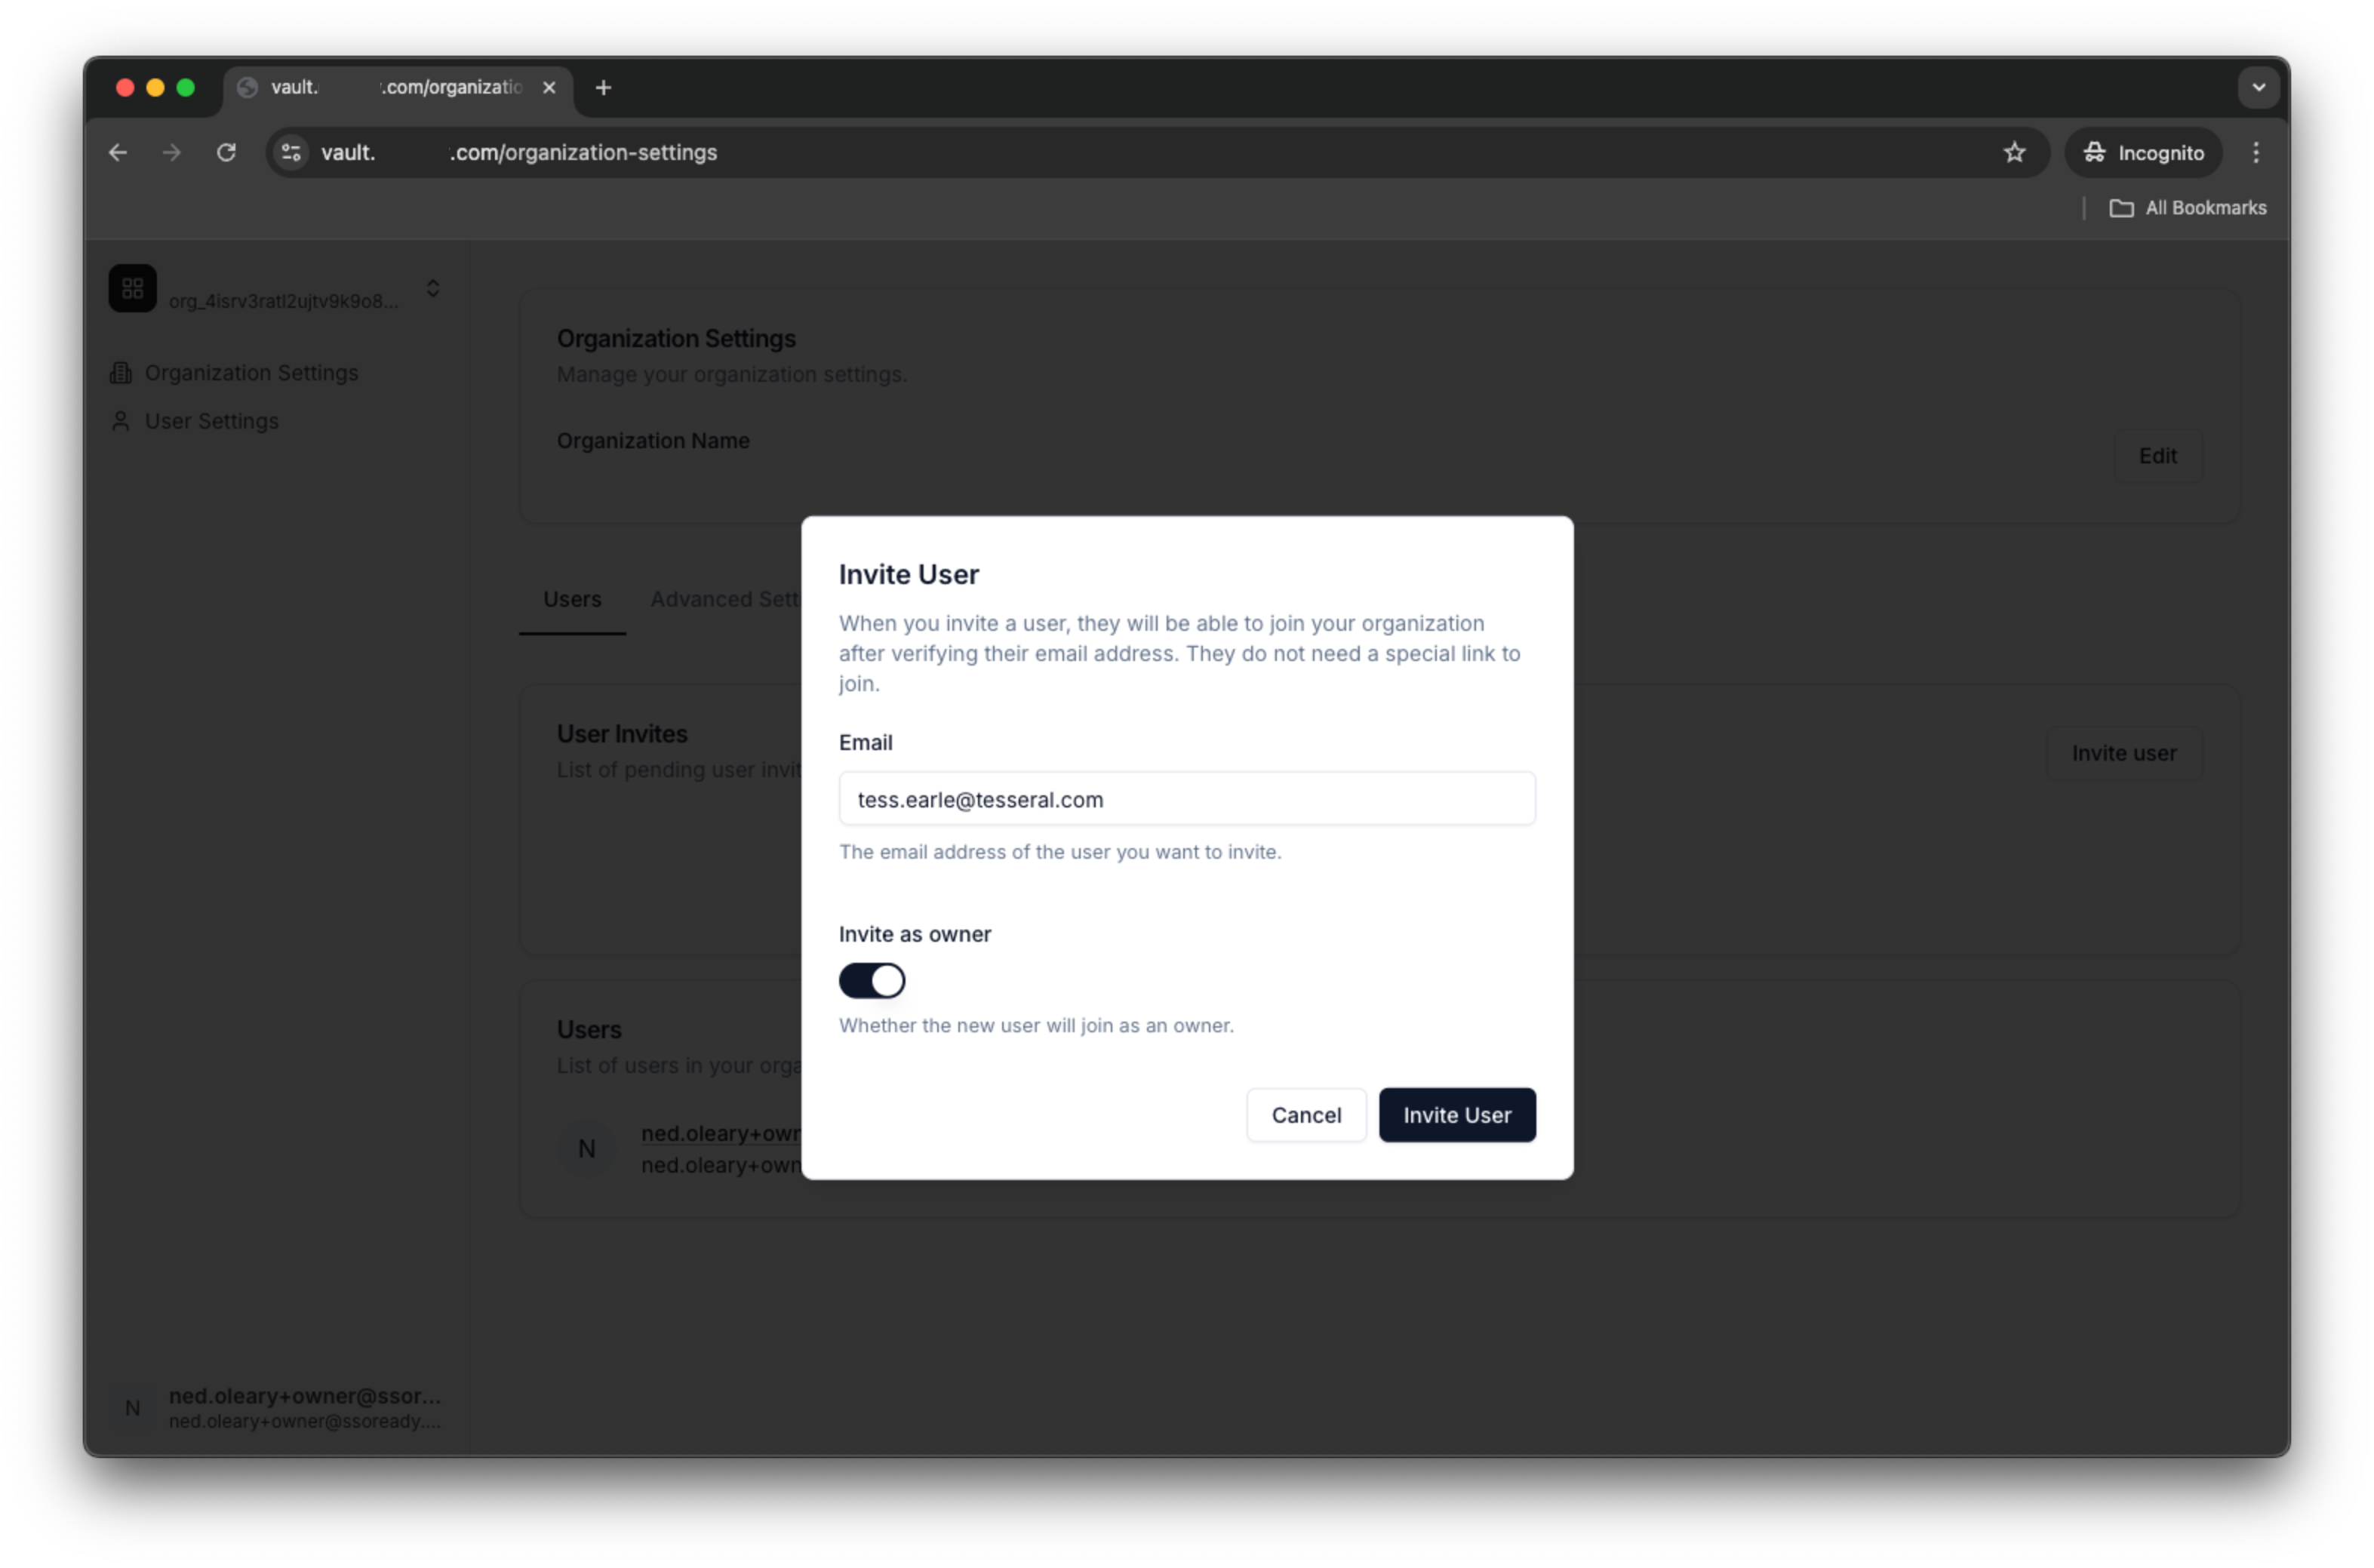 vault. .com/organizatio
vault. .com/organization-settings
Incognito
All Bookmarks
org_4isrv3ratl2ujtv9k9o8...
Organization Settings
User Settings
Organization Settings
Manage your organization settings.
Organization Name
Edit
Users Advanced Sett
User Invites
List of pending user invit
Invite user
Users
List of users in your orga
N
ned.oleary+own
ned.oleary+own
Invite User
When you invite a user, they will be able to join your organization
after verifying their email address. They do not need a special link to
join.
Email
tess.earle@tesseral.com
The email address of the user you want to invite.
Invite as owner
Whether the new user will join as an owner.
Cancel
Invite User
N
ned.oleary+owner@ssor...
ned.oleary+owner@ssoready....